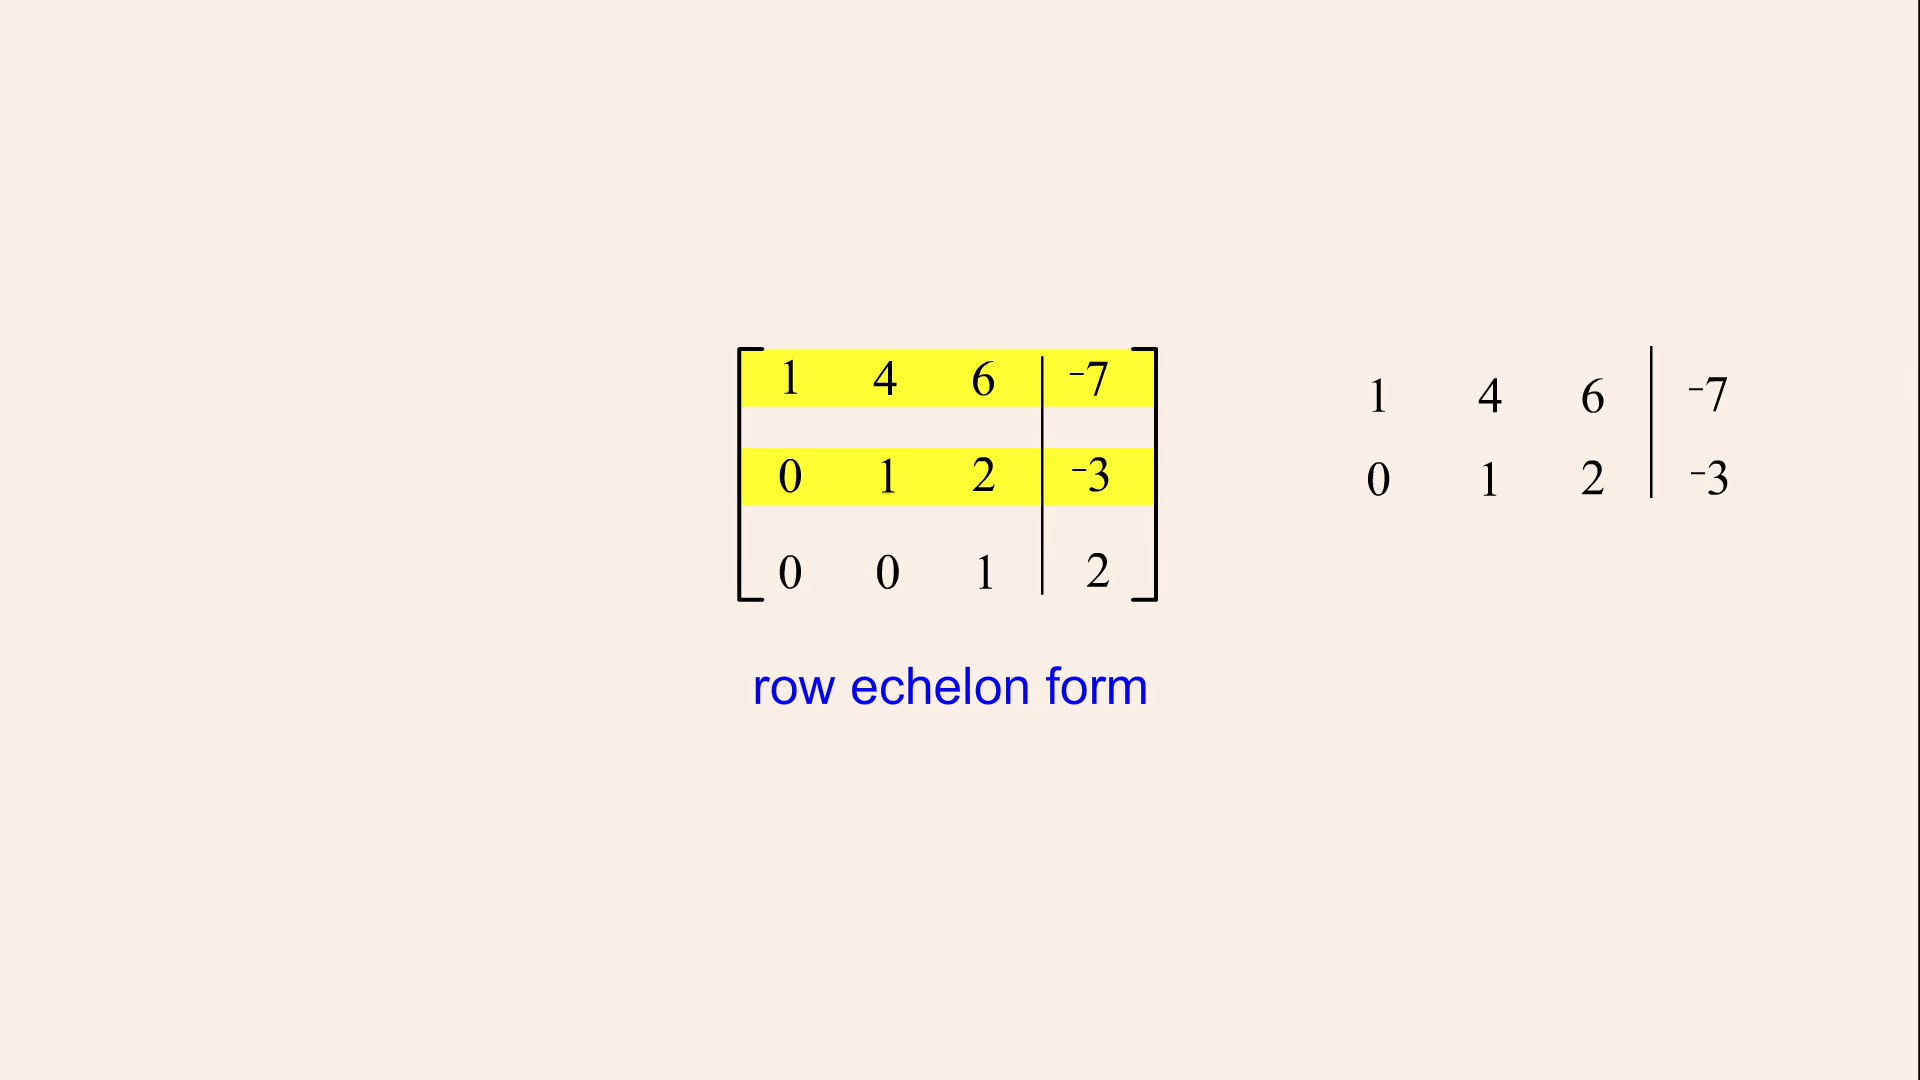 1 4 6 | ⁻7
0 1 2 | ⁻3
0 0 1 | 2
row echelon form
1 4 6 | ⁻7
0 1 2 | ⁻3